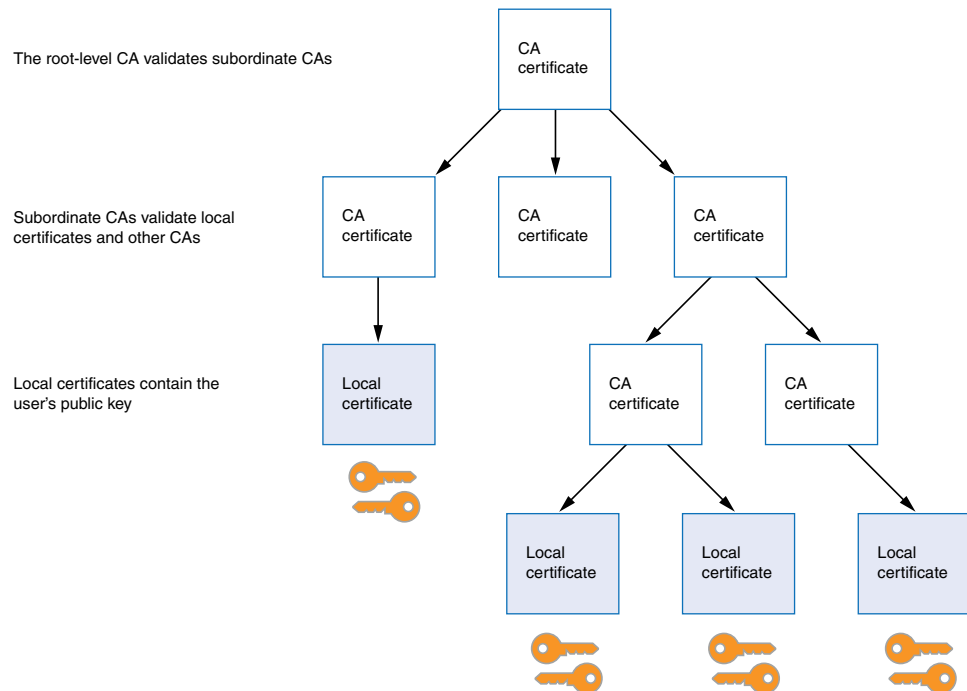 The root-level CA validates subordinate CAs
CA
certificate
Subordinate CAs validate local
certificates and other CAs
CA
certificate
CA
certificate
CA
certificate
Local certificates contain the
user's public key
Local
certificate
CA
certificate
CA
certificate
Local
certificate
Local
certificate
Local
certificate